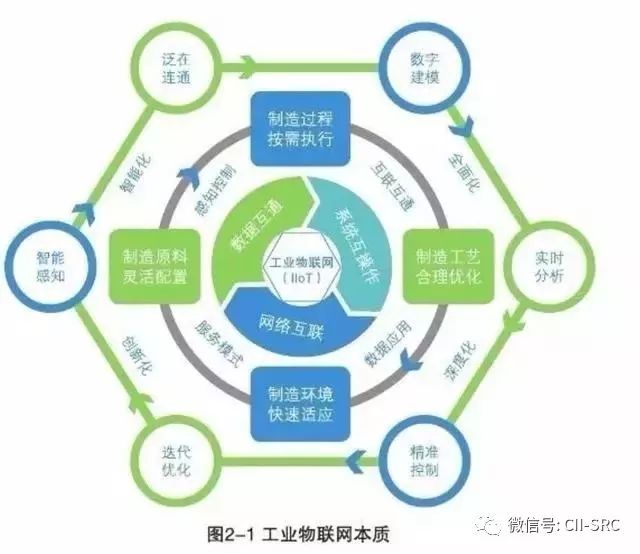 泛在
连通
数字
建模
制造过程
按需执行
智能化
感知控制
互联互通
全面化
数据互通
系统互操作
智能
感知
制造原料
灵活配置
工业物联网
(IIoT)
制造工艺
合理优化
实时
分析
网络互联
创新化
服务模式
数据应用
深度化
制造环境
快速适应
迭代
优化
精准
控制
图2-1 工业物联网本质
微信号: CII-SRC